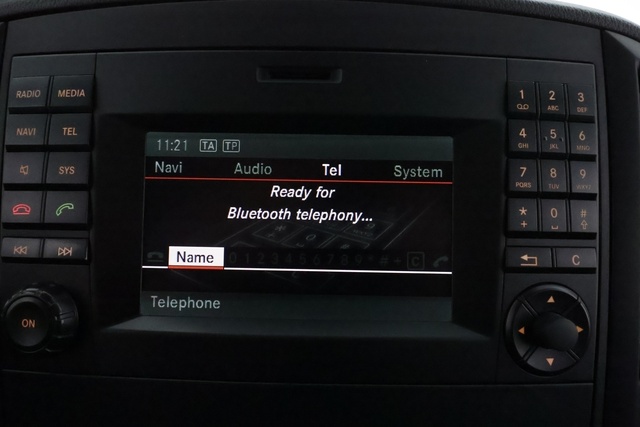 RADIO MEDIA
NAVI TEL
SYS
ON
11:21 TA TP
Navi Audio Tel System
Ready for
Bluetooth telephony...
Name 0 1 2 3 4 5 6 7 8 9 * # + C
Telephone
1 2 3
ABC DEF
4 5 6
GHI JKL MNO
7 8 9
PQRS TUV WXYZ
* 0 #
+
C